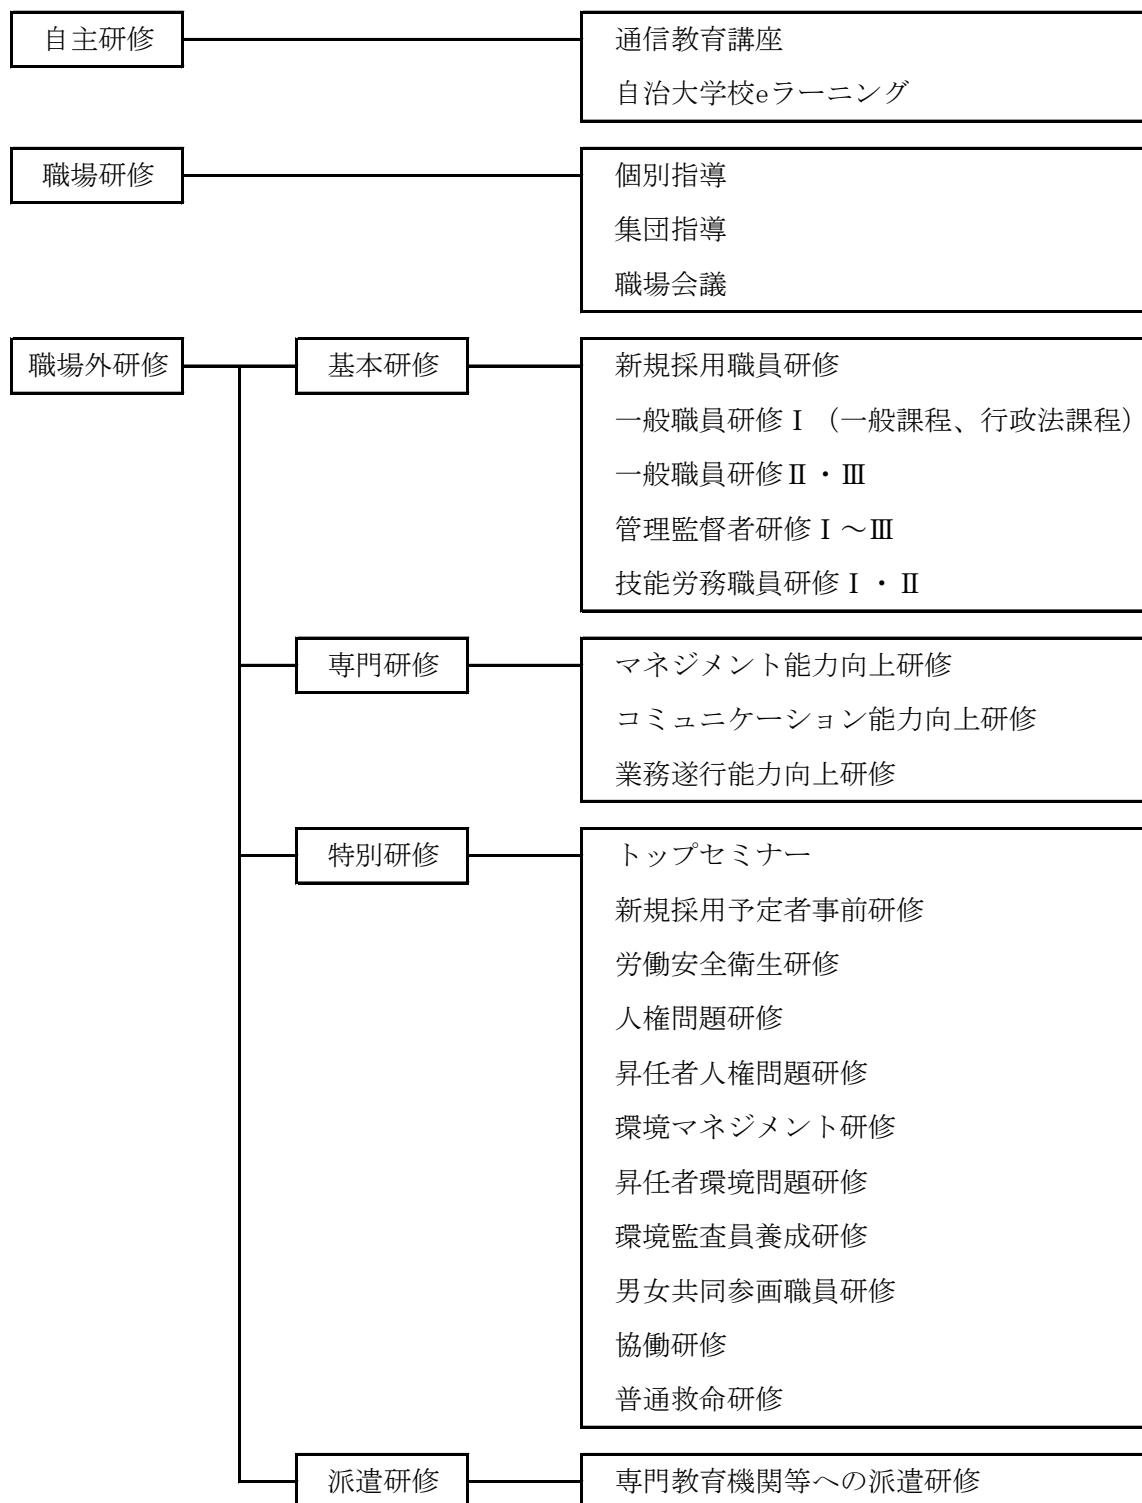 自主研修
通信教育講座
自治大学校eラーニング
職場研修
個別指導
集団指導
職場会議
職場外研修
基本研修
新規採用職員研修
一般職員研修Ⅰ（一般課程、行政法課程）
一般職員研修Ⅱ・Ⅲ
管理監督者研修Ⅰ～Ⅲ
技能労務職員研修Ⅰ・Ⅱ
専門研修
マネジメント能力向上研修
コミュニケーション能力向上研修
業務遂行能力向上研修
特別研修
トップセミナー
新規採用予定者事前研修
労働安全衛生研修
人権問題研修
昇任者人権問題研修
環境マネジメント研修
昇任者環境問題研修
環境監査員養成研修
男女共同参画職員研修
協働研修
普通救命研修
派遣研修
専門教育機関等への派遣研修